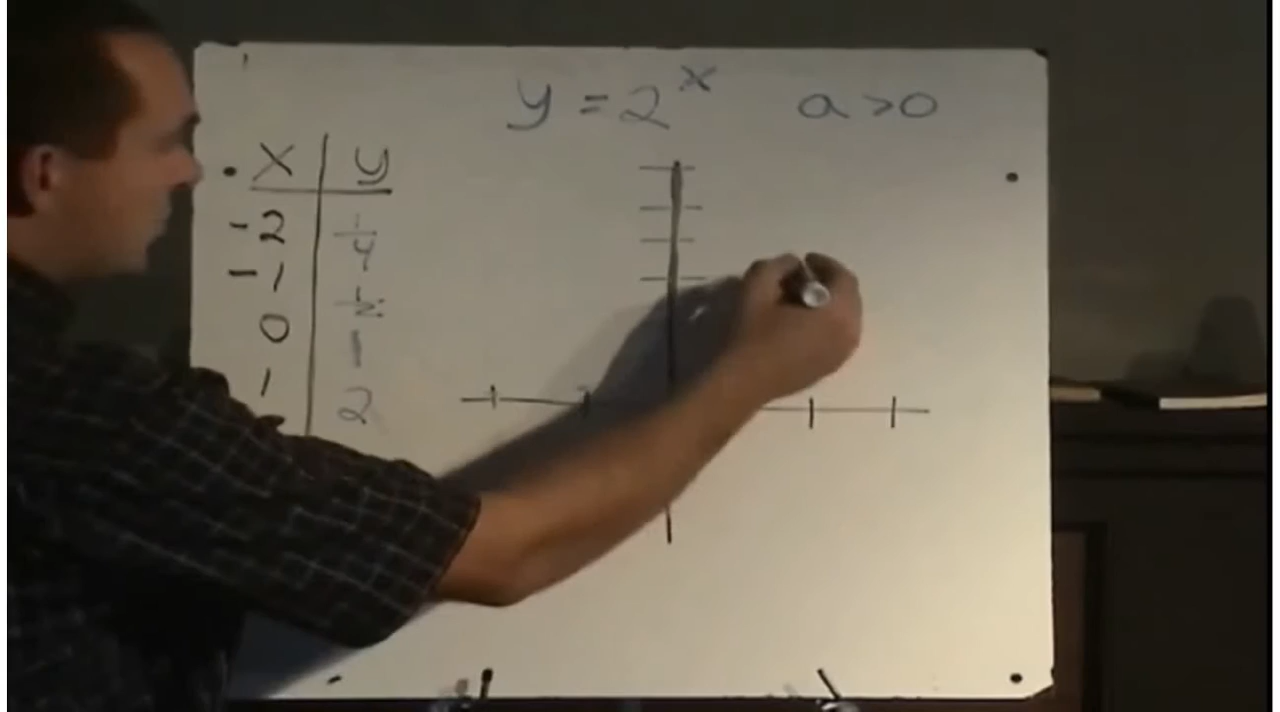 y = 2^x a > 0
x y
-2 1/4
-1 1/2
0 1
1 2